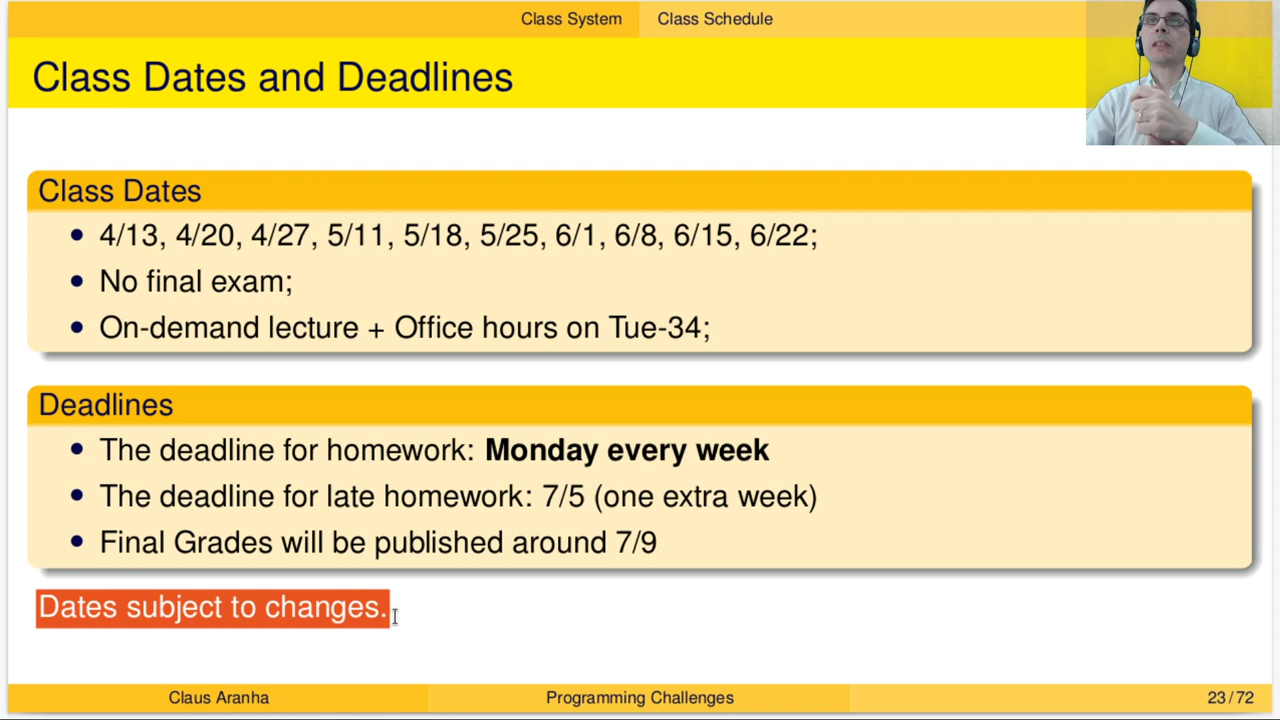 Class System Class Schedule
Class Dates and Deadlines
Class Dates
• 4/13, 4/20, 4/27, 5/11, 5/18, 5/25, 6/1, 6/8, 6/15, 6/22;
• No final exam;
• On-demand lecture + Office hours on Tue-34;
Deadlines
• The deadline for homework: Monday every week
• The deadline for late homework: 7/5 (one extra week)
• Final Grades will be published around 7/9
Dates subject to changes.
Claus Aranha Programming Challenges 23/72